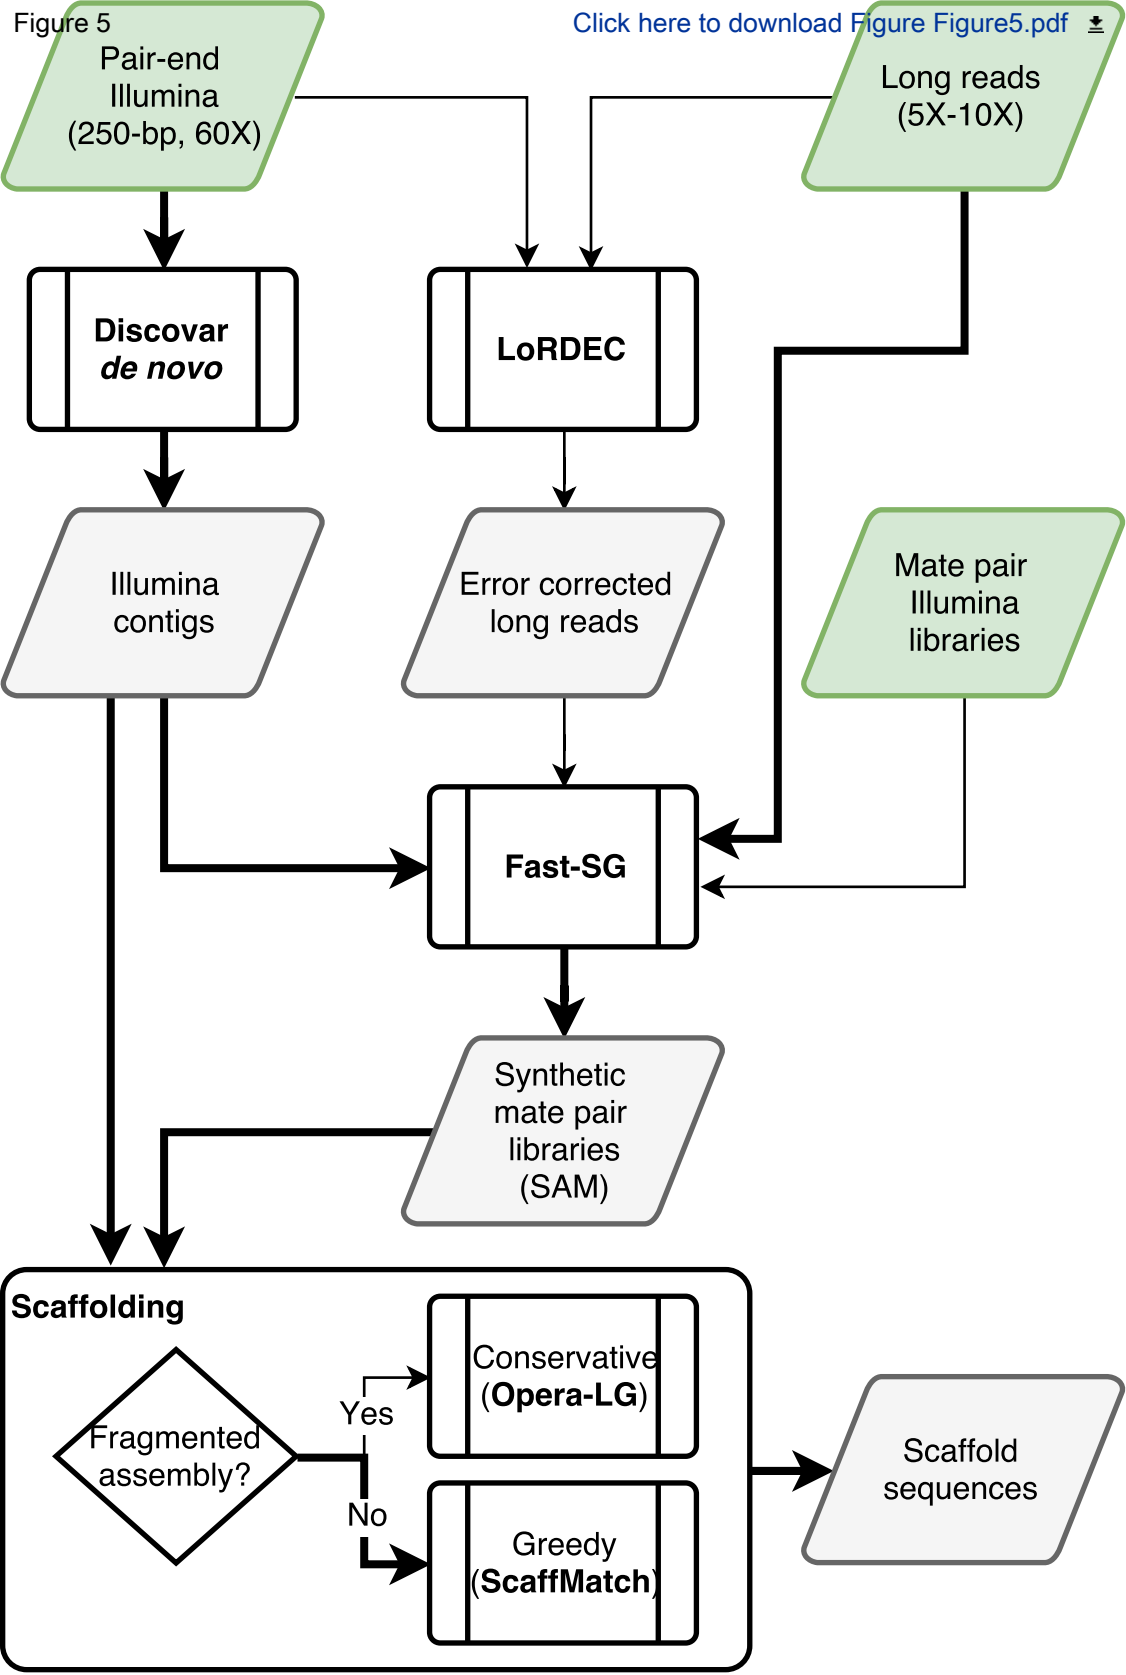 Figure 5
Click here to download Figure Figure5.pdf
Pair-end
Illumina
(250-bp, 60X)
Long reads
(5X-10X)
Discovar
de novo
LoRDEC
Illumina
contigs
Error corrected
long reads
Mate pair
Illumina
libraries
Fast-SG
Synthetic
mate pair
libraries
(SAM)
Scaffolding
Fragmented
assembly?
Yes
No
Conservative
(Opera-LG)
Greedy
(ScaffMatch)
Scaffold
sequences